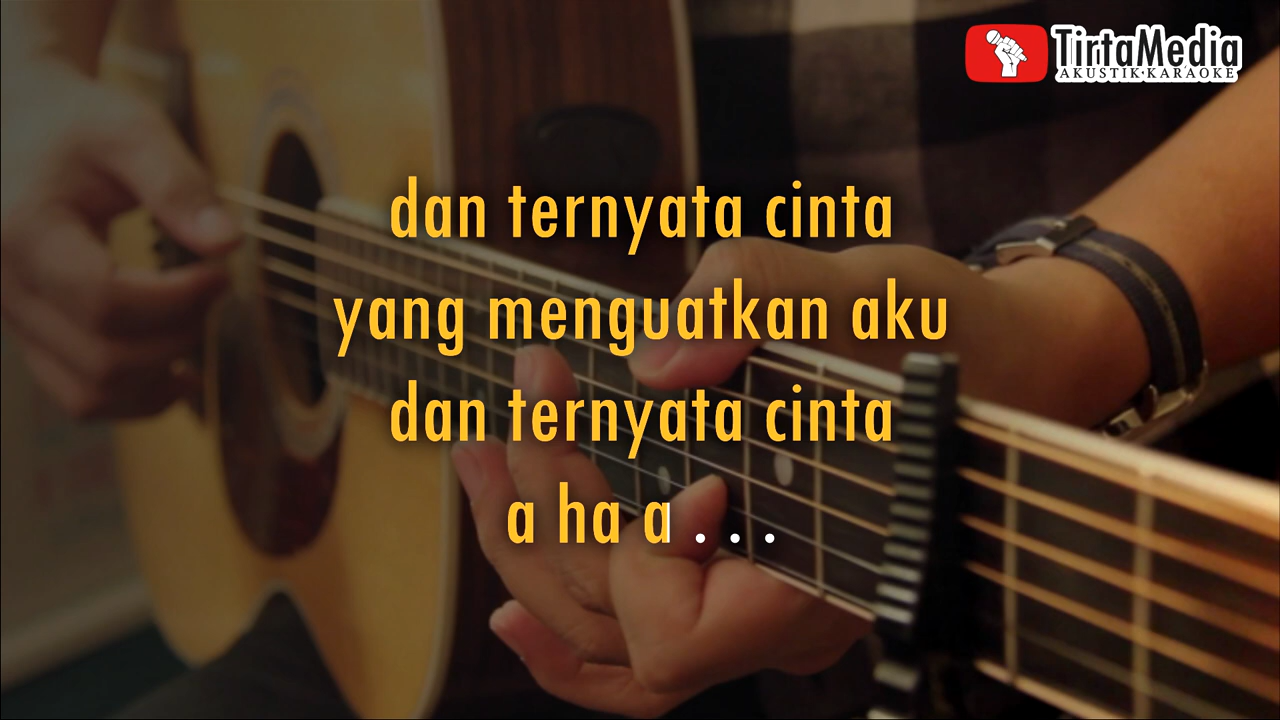 TirtaMedia
AKUSTIK•KARAOKE
dan ternyata cinta
yang menguatkan aku
dan ternyata cinta
a ha a . . .